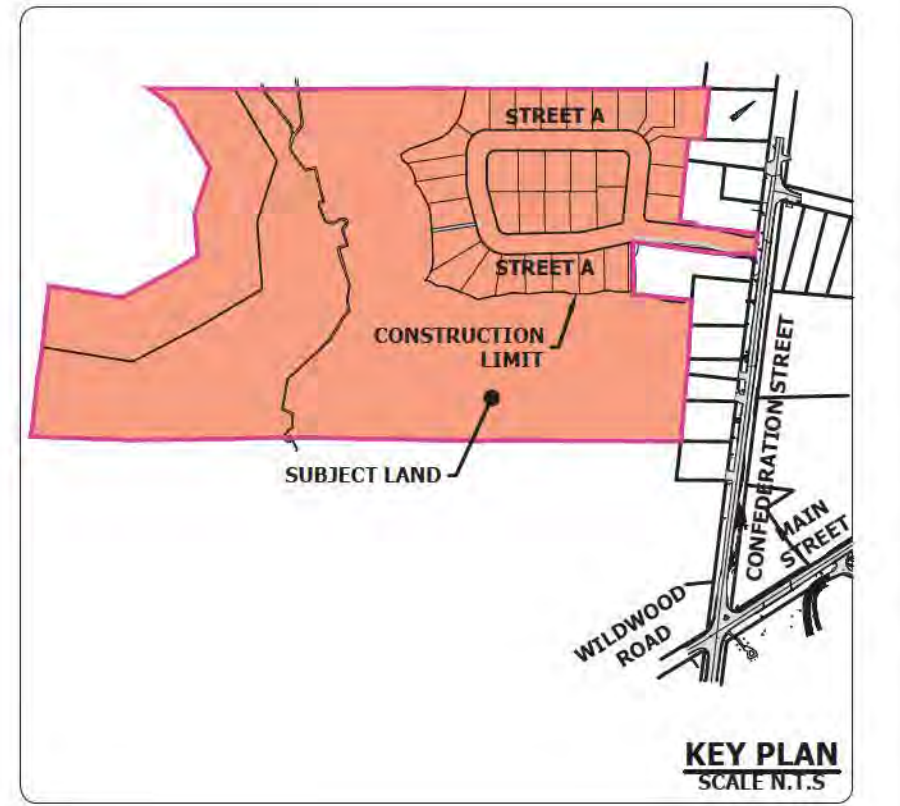 STREET A
STREET A
CONSTRUCTION
LIMIT
SUBJECT LAND
CONFEDERATION STREET
MAIN
STREET
WILDWOOD
ROAD
KEY PLAN
SCALE N.T.S